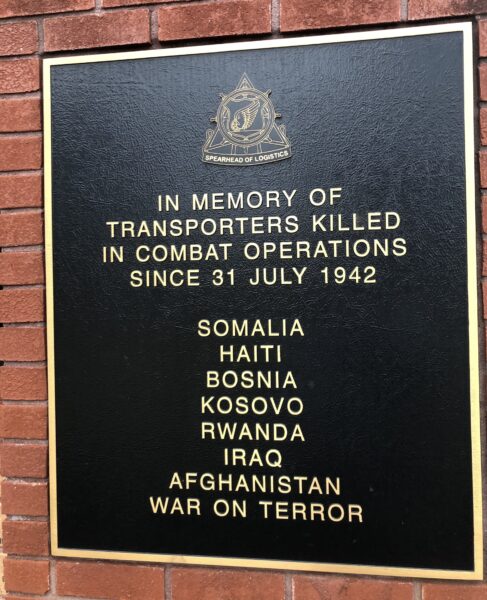 SPEARHEAD OF LOGISTICS
IN MEMORY OF
TRANSPORTERS KILLED
IN COMBAT OPERATIONS
SINCE 31 JULY 1942
SOMALIA
HAITI
BOSNIA
KOSOVO
RWANDA
IRAQ
AFGHANISTAN
WAR ON TERROR